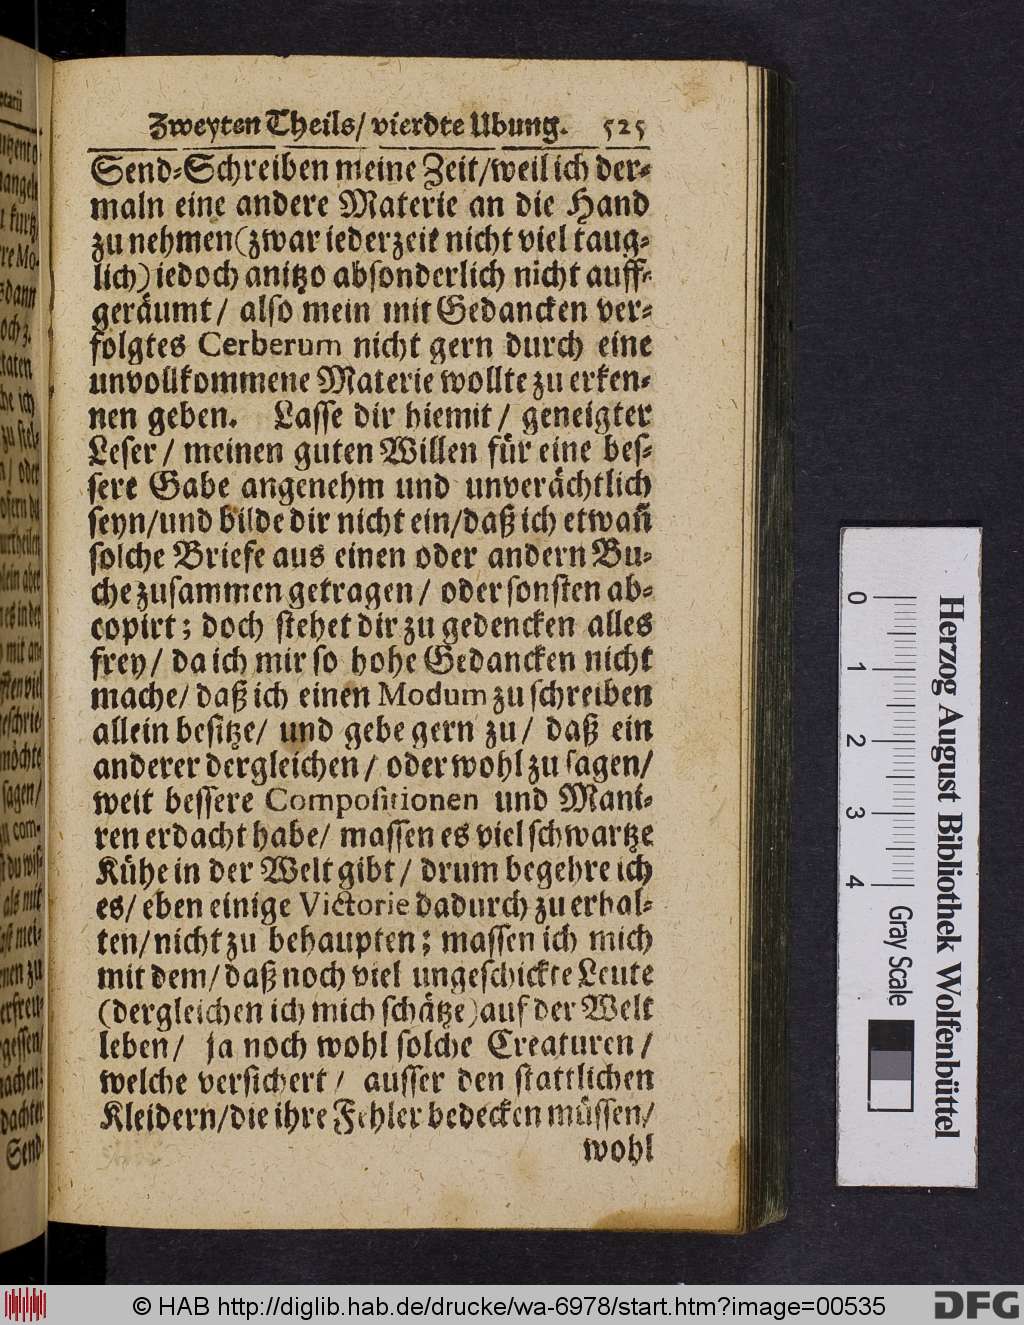 Zweyten Theils/ vierdte Ubung. 525
Send-Schreiben meine Zeit/weil ich der-
maln eine andere Materie an die Hand
zu nehmen(zwar iederzeit nicht viel taug-
lich) iedoch anitzo absonderlich nicht auff-
geräumt/ also mein mit Gedancken ver-
folgtes Cerberum nicht gern durch eine
unvollkommene Materie wollte zu erken-
nen geben. Lasse dir hiemit/ geneigter
Leser/ meinen guten Willen für eine bes-
sere Gabe angenehm und unverächtlich
seyn/und bilde dir nicht ein/daß ich etwañ
solche Briefe aus einen oder andern Bu-
che zusammen getragen/ oder sonsten ab-
copirt; doch stehet dir zu gedencken alles
frey/ da ich mir so hohe Gedancken nicht
mache/ daß ich einen Modum zu schreiben
allein besitze/ und gebe gern zu/ daß ein
anderer dergleichen/ oder wohl zu sagen/
weit bessere Compositionen und Mani-
ren erdacht habe/ massen es viel schwartze
Kühe in der Welt gibt/ drum begehre ich
es/ eben einige Victorie dadurch zu erhal-
ten/nicht zu behaupten; massen ich mich
mit dem/ daß noch viel ungeschickte Leute
(dergleichen ich mich schätze)auf der Welt
leben/ ja noch wohl solche Creaturen/
welche versichert/ ausser den stattlichen
Kleidern/die ihre Fehler bedecken müssen/
wohl
Herzog August Bibliothek Wolfenbüttel
0 1 2 3 4
Gray Scale
© HAB http://diglib.hab.de/drucke/wa-6978/start.htm?image=00535
DFG